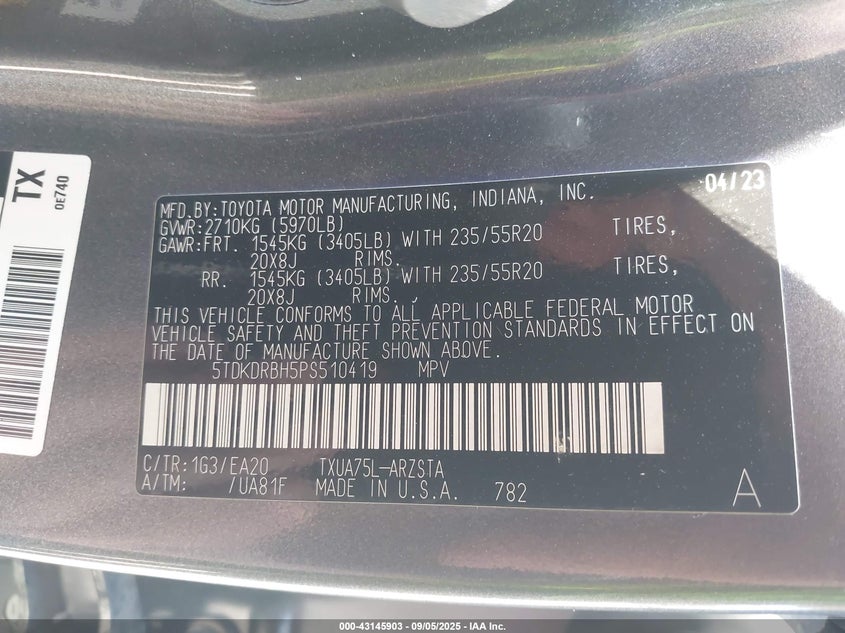 TX
0E740
04/23
MFD.BY:TOYOTA MOTOR MANUFACTURING, INDIANA, INC.
GVWR:2710KG (5970LB)
GAWR:FRT. 1545KG (3405LB) WITH 235/55R20 TIRES,
20X8J RIMS.
RR. 1545KG (3405LB) WITH 235/55R20 TIRES,
20X8J RIMS.
THIS VEHICLE CONFORMS TO ALL APPLICABLE FEDERAL MOTOR
VEHICLE SAFETY AND THEFT PREVENTION STANDARDS IN EFFECT ON
THE DATE OF MANUFACTURE SHOWN ABOVE.
5TDKDRBH5PS510419 MPV
C/TR:1G3/EA20 TXUA75L-ARZSTA
A/TM: /UA81F MADE IN U.S.A. 782
A
000-43145903 - 09/05/2025 - IAA Inc.